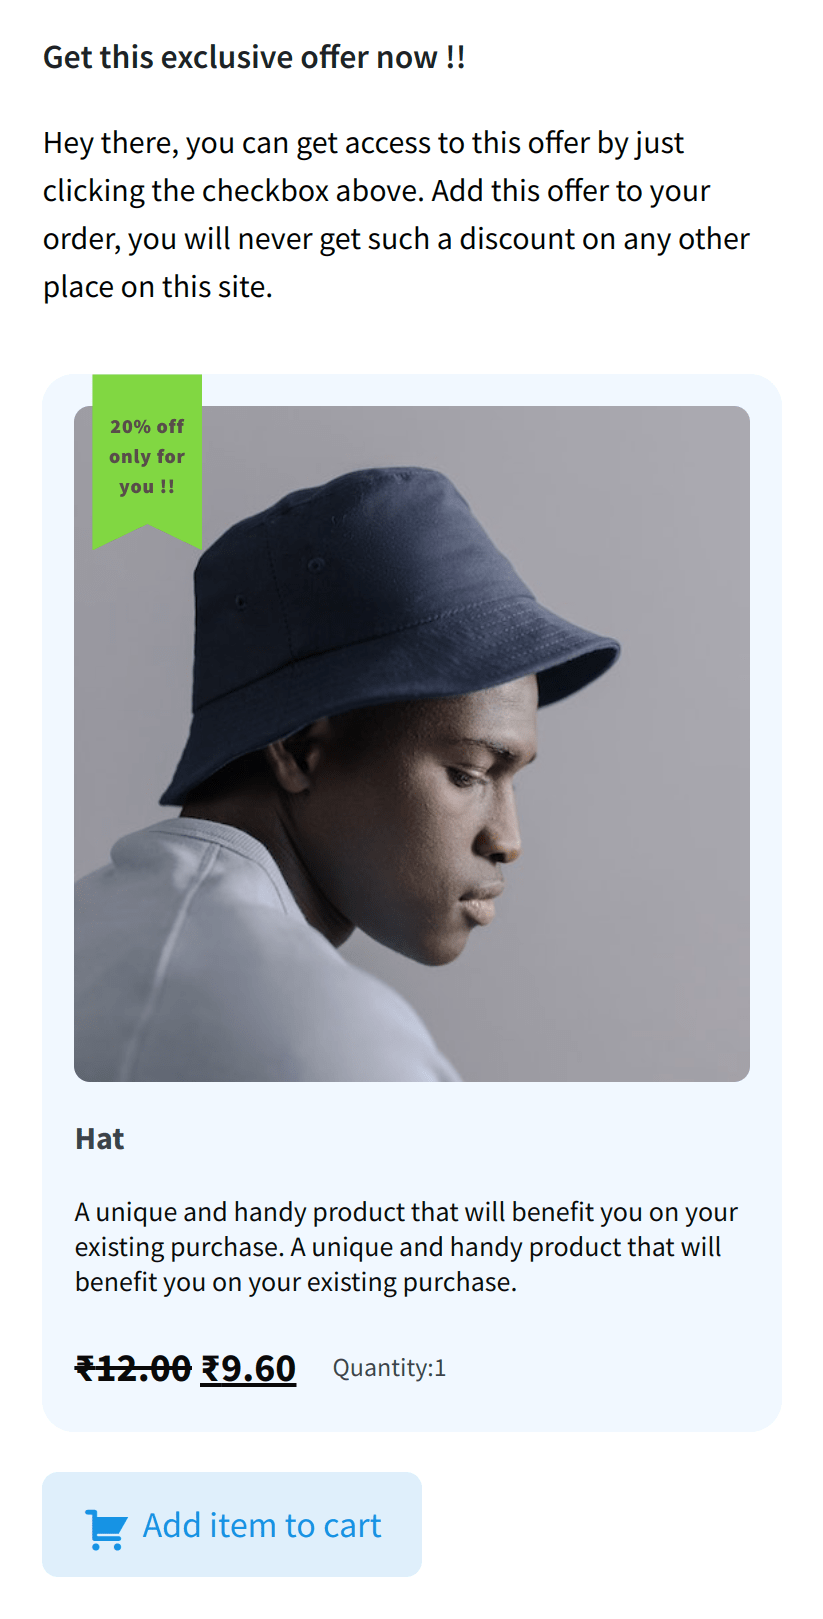 Get this exclusive offer now !!
Hey there, you can get access to this offer by just
clicking the checkbox above. Add this offer to your
order, you will never get such a discount on any other
place on this site.
20% off
only for
you !!
Hat
A unique and handy product that will benefit you on your
existing purchase. A unique and handy product that will
benefit you on your existing purchase.
₹12.00 ₹9.60 Quantity:1
Add item to cart